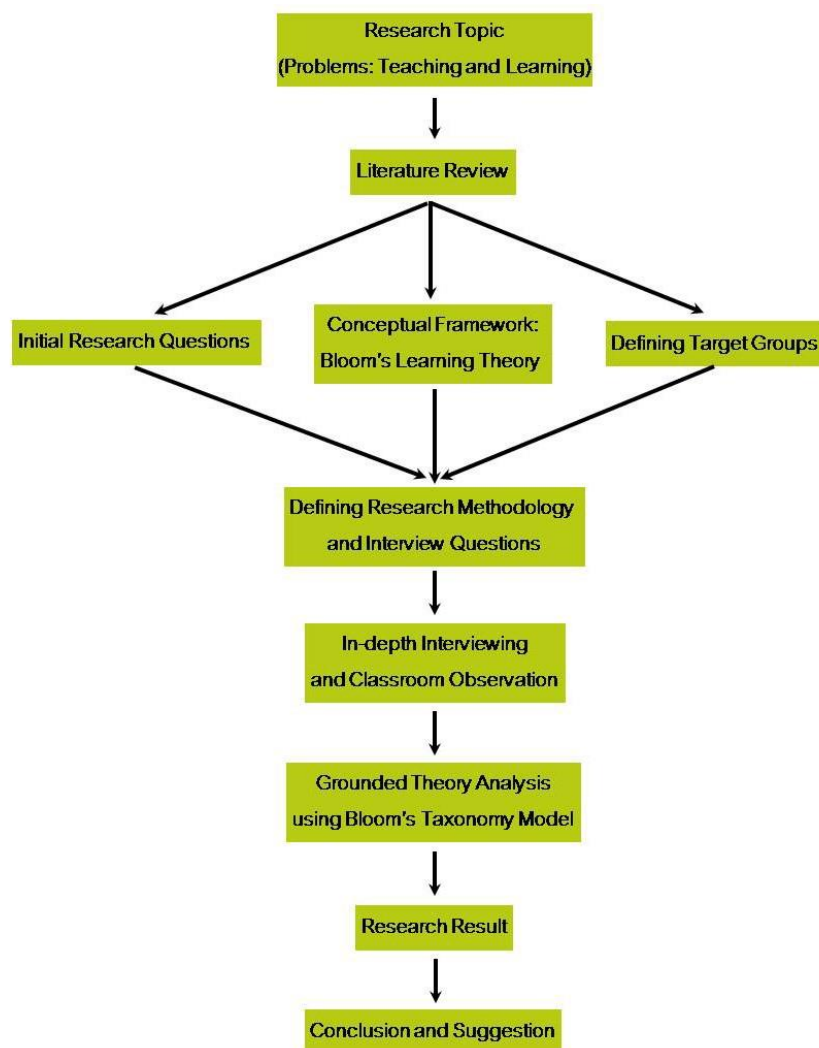 Research Topic
(Problems: Teaching and Learning)
Literature Review
Initial Research Questions
Conceptual Framework:
Bloom's Learning Theory
Defining Target Groups
Defining Research Methodology
and Interview Questions
In-depth Interviewing
and Classroom Observation
Grounded Theory Analysis
using Bloom's Taxonomy Model
Research Result
Conclusion and Suggestion